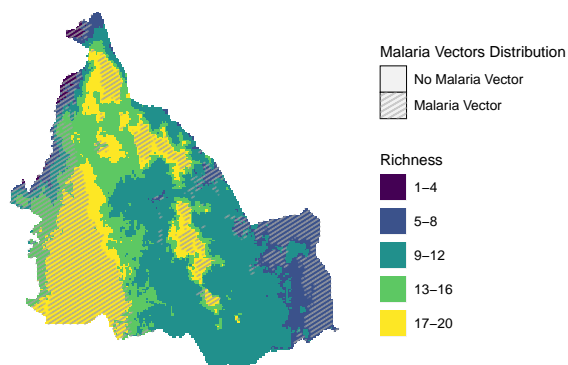 Malaria Vectors Distribution
No Malaria Vector
Malaria Vector
Richness
1–4
5–8
9–12
13–16
17–20